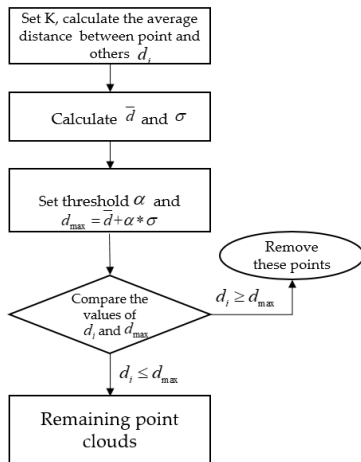 Set K, calculate the average
distance between point and
others d_i
Calculate d̅ and σ
Set threshold α and
d_max = d̅+α*σ
Remove
these points
Compare the
values of
d_i and d_max
d_i ≥ d_max
d_i ≤ d_max
Remaining point
clouds